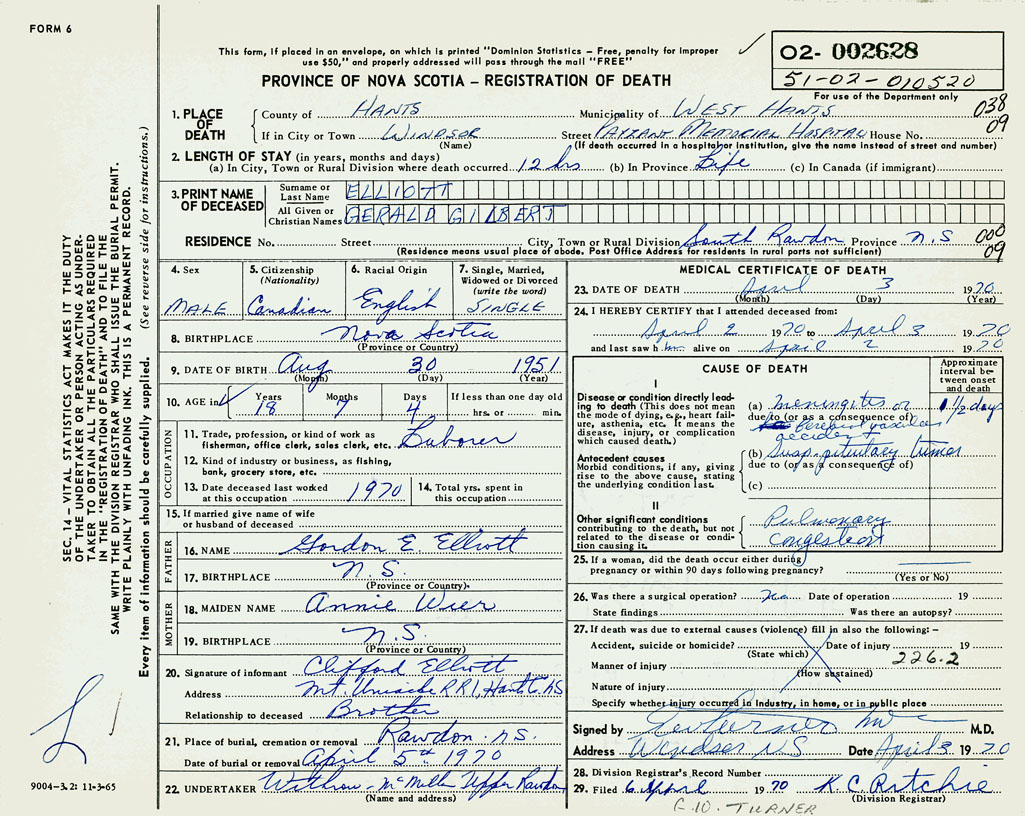 FORM 6
This form, if placed in an envelope, on which is printed "Dominion Statistics – Free, penalty for improper
use $50," and properly addressed will pass through the mail "FREE"
PROVINCE OF NOVA SCOTIA – REGISTRATION OF DEATH
02- 002628
51-02-010520
For use of the Department only
038
09
1. PLACE OF DEATH
County of HANTS Municipality of WEST HANTS
If in City or Town WINDSOR Street PAYZANT MEMORIAL HOSPITAL House No.
(Name) (If death occurred in a hospital or institution, give the name instead of street and number)
2. LENGTH OF STAY (in years, months and days)
(a) In City, Town or Rural Division where death occurred 12 hrs (b) In Province Life (c) In Canada (if immigrant)
3. PRINT NAME OF DECEASED
Surname or Last Name ELLIOTT
All Given or Christian Names GERALD GILBERT
RESIDENCE No. Street City, Town or Rural Division South Rawdon Province N.S
(Residence means usual place of abode. Post Office Address for residents in rural ports not sufficient)
000
09
4. Sex
MALE
5. Citizenship
(Nationality)
Canadian
6. Racial Origin
English
7. Single, Married,
Widowed or Divorced
(write the word)
SINGLE
8. BIRTHPLACE Nova Scotia
(Province or Country)
9. DATE OF BIRTH Aug 30 1951
(Month) (Day) (Year)
10. AGE in Years Months Days If less than one day old
18 7 4 hrs. or min.
OCCUPATION
11. Trade, profession, or kind of work as
fisherman, office clerk, sales clerk, etc. Laborer
12. Kind of industry or business, as fishing,
bank, grocery store, etc.
13. Date deceased last worked
at this occupation 1970
14. Total yrs. spent in
this occupation
15. If married give name of wife
or husband of deceased
FATHER
16. NAME Gordon E. Elliott
17. BIRTHPLACE N.S.
(Province or Country)
MOTHER
18. MAIDEN NAME Annie Wier
19. BIRTHPLACE N.S.
(Province or Country)
20. Signature of informant Clifford Elliott
Address Mt. Uniacke RR1, Hants Co. NS
Relationship to deceased Brother
21. Place of burial, cremation or removal Rawdon N.S.
Date of burial or removal April 5th 1970
22. UNDERTAKER Withrow - McMillen Upper Rawdon
(Name and address)
MEDICAL CERTIFICATE OF DEATH
23. DATE OF DEATH April 3 1970
(Month) (Day) (Year)
24. I HEREBY CERTIFY that I attended deceased from:
April 2 1970 to April 3 1970
and last saw him alive on April 2 1970
CAUSE OF DEATH
Approximate
interval be-
tween onset
and death
I
Disease or condition directly lead-
ing to death (This does not mean
the mode of dying, e.g., heart fail-
ure, asthenia, etc. It means the
disease, injury, or complication
which caused death.)
(a) meningitis or 1 1/2 days
due to (or as a consequence of)
Cerebral vascular
accident
Antecedent causes
Morbid conditions, if any, giving
rise to the above cause, stating
the underlying condition last.
(b) Susp. pituitary tumor
due to (or as a consequence of)
(c)
II
Other significant conditions
contributing to the death, but not
related to the disease or condi-
tion causing it.
Pulmonary
congestion
25. If a woman, did the death occur either during
pregnancy or within 90 days following pregnancy?
(Yes or No)
26. Was there a surgical operation? no Date of operation 19
State findings Was there an autopsy?
27. If death was due to external causes (violence) fill in also the following: –
Accident, suicide or homicide? Date of injury 19
(State which) 226.2
Manner of injury
(How sustained)
Nature of injury
Specify whether injury occurred in industry, in home, or in public place
Signed by M.D.
Address Windsor N.S Date April 3 1970
28. Division Registrar's Record Number
29. Filed 6 April 1970 K.C. Ritchie
(Division Registrar)
G.W. TURNER
SEC. 14 – VITAL STATISTICS ACT MAKES IT THE DUTY
OF THE UNDERTAKER OR PERSON ACTING AS UNDER-
TAKER TO OBTAIN ALL THE PARTICULARS REQUIRED
IN THE "REGISTRATION OF DEATH" AND TO FILE THE
SAME WITH THE DIVISION REGISTRAR WHO SHALL ISSUE THE BURIAL PERMIT.
WRITE PLAINLY WITH UNFADING INK. THIS IS A PERMANENT RECORD.
Every item of information should be carefully supplied. (See reverse side for instructions.)
9004–3.2: 11-3-65